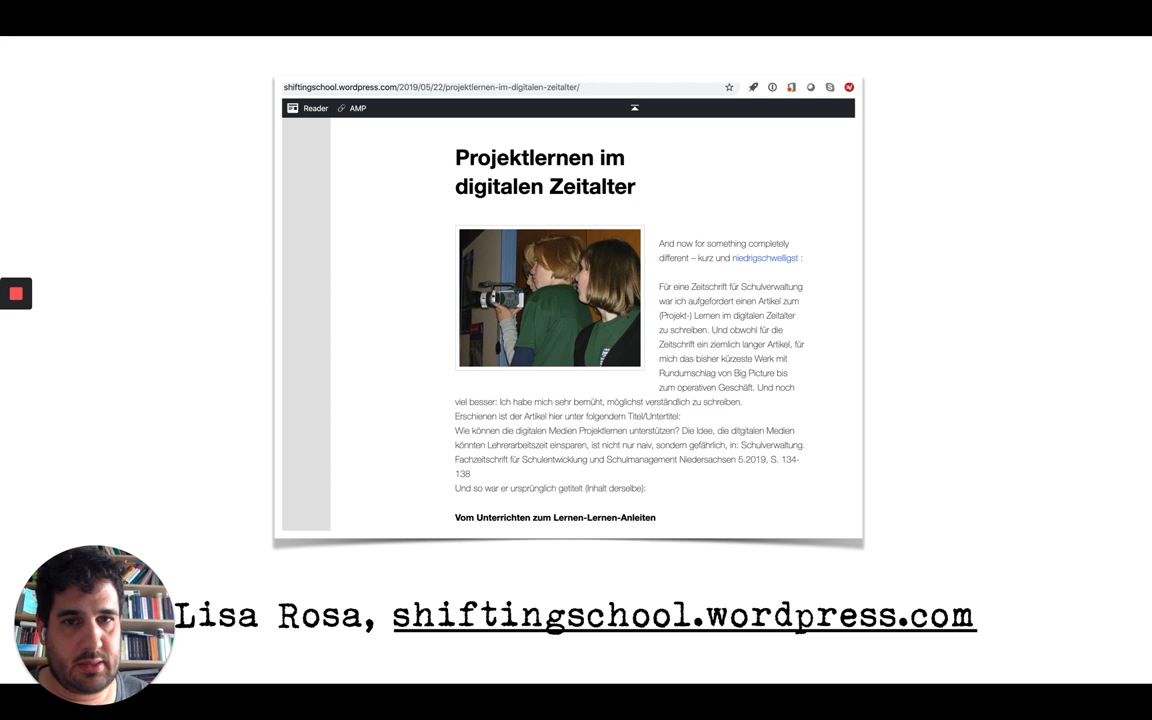 shiftingschool.wordpress.com/2019/05/22/projektlernen-im-digitalen-zeitalter/
Reader AMP
Projektlernen im
digitalen Zeitalter
And now for something completely
different – kurz und niedrigschwelligst :
Für eine Zeitschrift für Schulverwaltung
war ich aufgefordert einen Artikel zum
(Projekt-) Lernen im digitalen Zeitalter
zu schreiben. Und obwohl für die
Zeitschrift ein ziemlich langer Artikel, für
mich das bisher kürzeste Werk mit
Rundumschlag von Big Picture bis
zum operativen Geschäft. Und noch
viel besser: Ich habe mich sehr bemüht, möglichst verständlich zu schreiben.
Erschienen ist der Artikel hier unter folgendem Titel/Untertitel:
Wie können die digitalen Medien Projektlernen unterstützen? Die Idee, die ditgitalen Medien
könnten Lehrerarbeitszeit einsparen, ist nicht nur naiv, sondern gefährlich, in: Schulverwaltung.
Fachzeitschrift für Schulentwicklung und Schulmanagement Niedersachsen 5.2019, S. 134-
138
Und so war er ursprünglich getitelt (Inhalt derselbe):
Vom Unterrichten zum Lernen-Lernen-Anleiten
Lisa Rosa, shiftingschool.wordpress.com